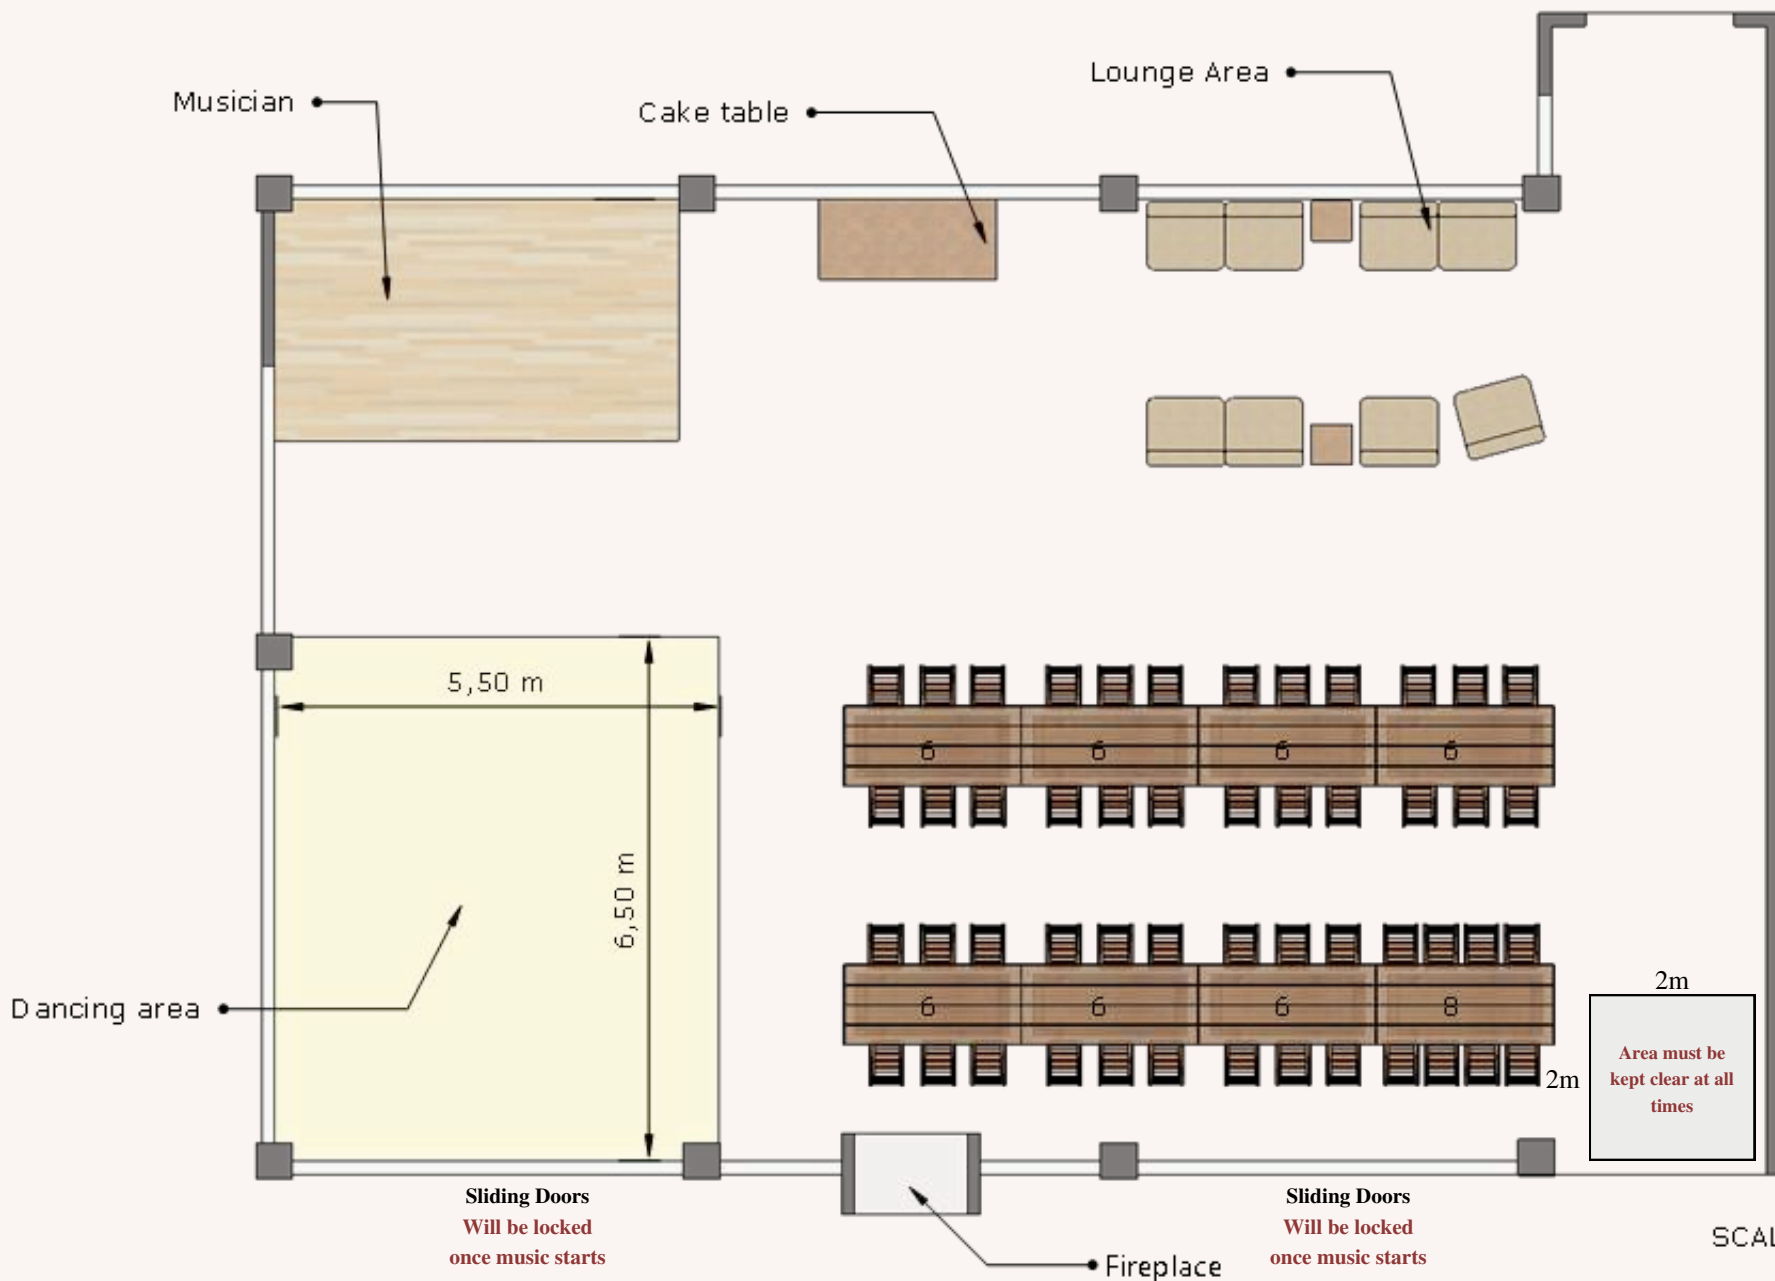 Lounge Area
Musician
Cake table
5,50 m
6 6 6 6
6,50 m
Dancing area
6 6 6 8
2m
2m
Area must be
kept clear at all
times
Sliding Doors
Will be locked
once music starts
Sliding Doors
Will be locked
once music starts
Fireplace